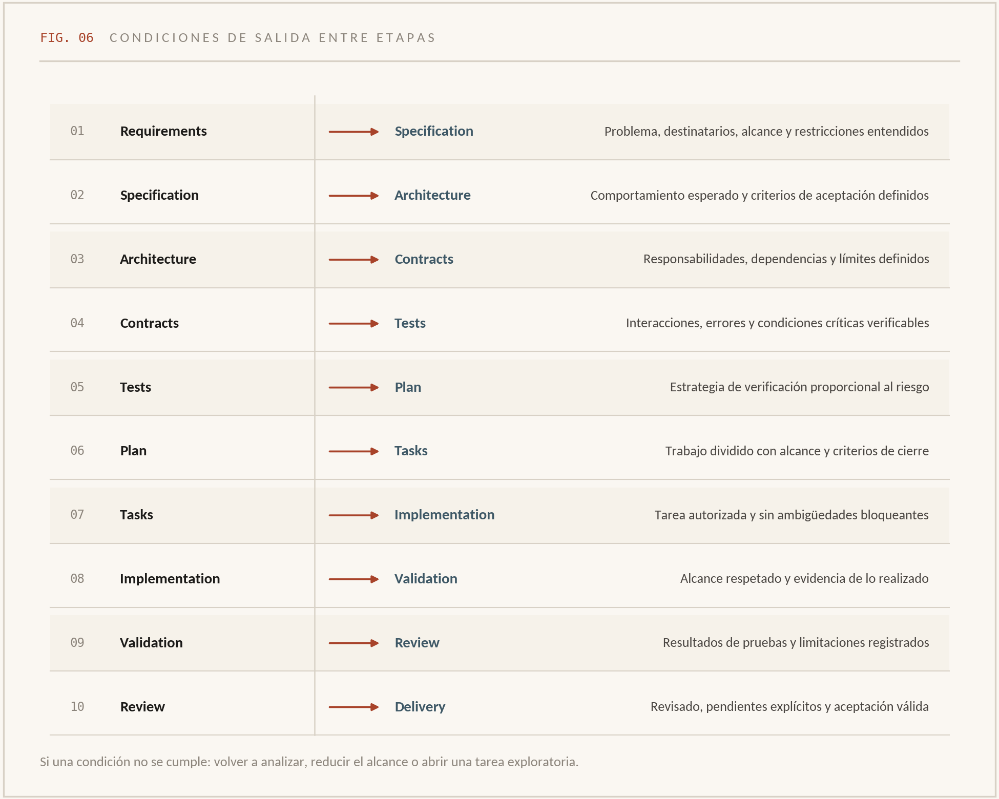 FIG. 06 CONDICIONES DE SALIDA ENTRE ETAPAS
01 Requirements Specification Problema, destinatarios, alcance y restricciones entendidos
02 Specification Architecture Comportamiento esperado y criterios de aceptación definidos
03 Architecture Contracts Responsabilidades, dependencias y límites definidos
04 Contracts Tests Interacciones, errores y condiciones críticas verificables
05 Tests Plan Estrategia de verificación proporcional al riesgo
06 Plan Tasks Trabajo dividido con alcance y criterios de cierre
07 Tasks Implementation Tarea autorizada y sin ambigüedades bloqueantes
08 Implementation Validation Alcance respetado y evidencia de lo realizado
09 Validation Review Resultados de pruebas y limitaciones registrados
10 Review Delivery Revisado, pendientes explícitos y aceptación válida
Si una condición no se cumple: volver a analizar, reducir el alcance o abrir una tarea exploratoria.